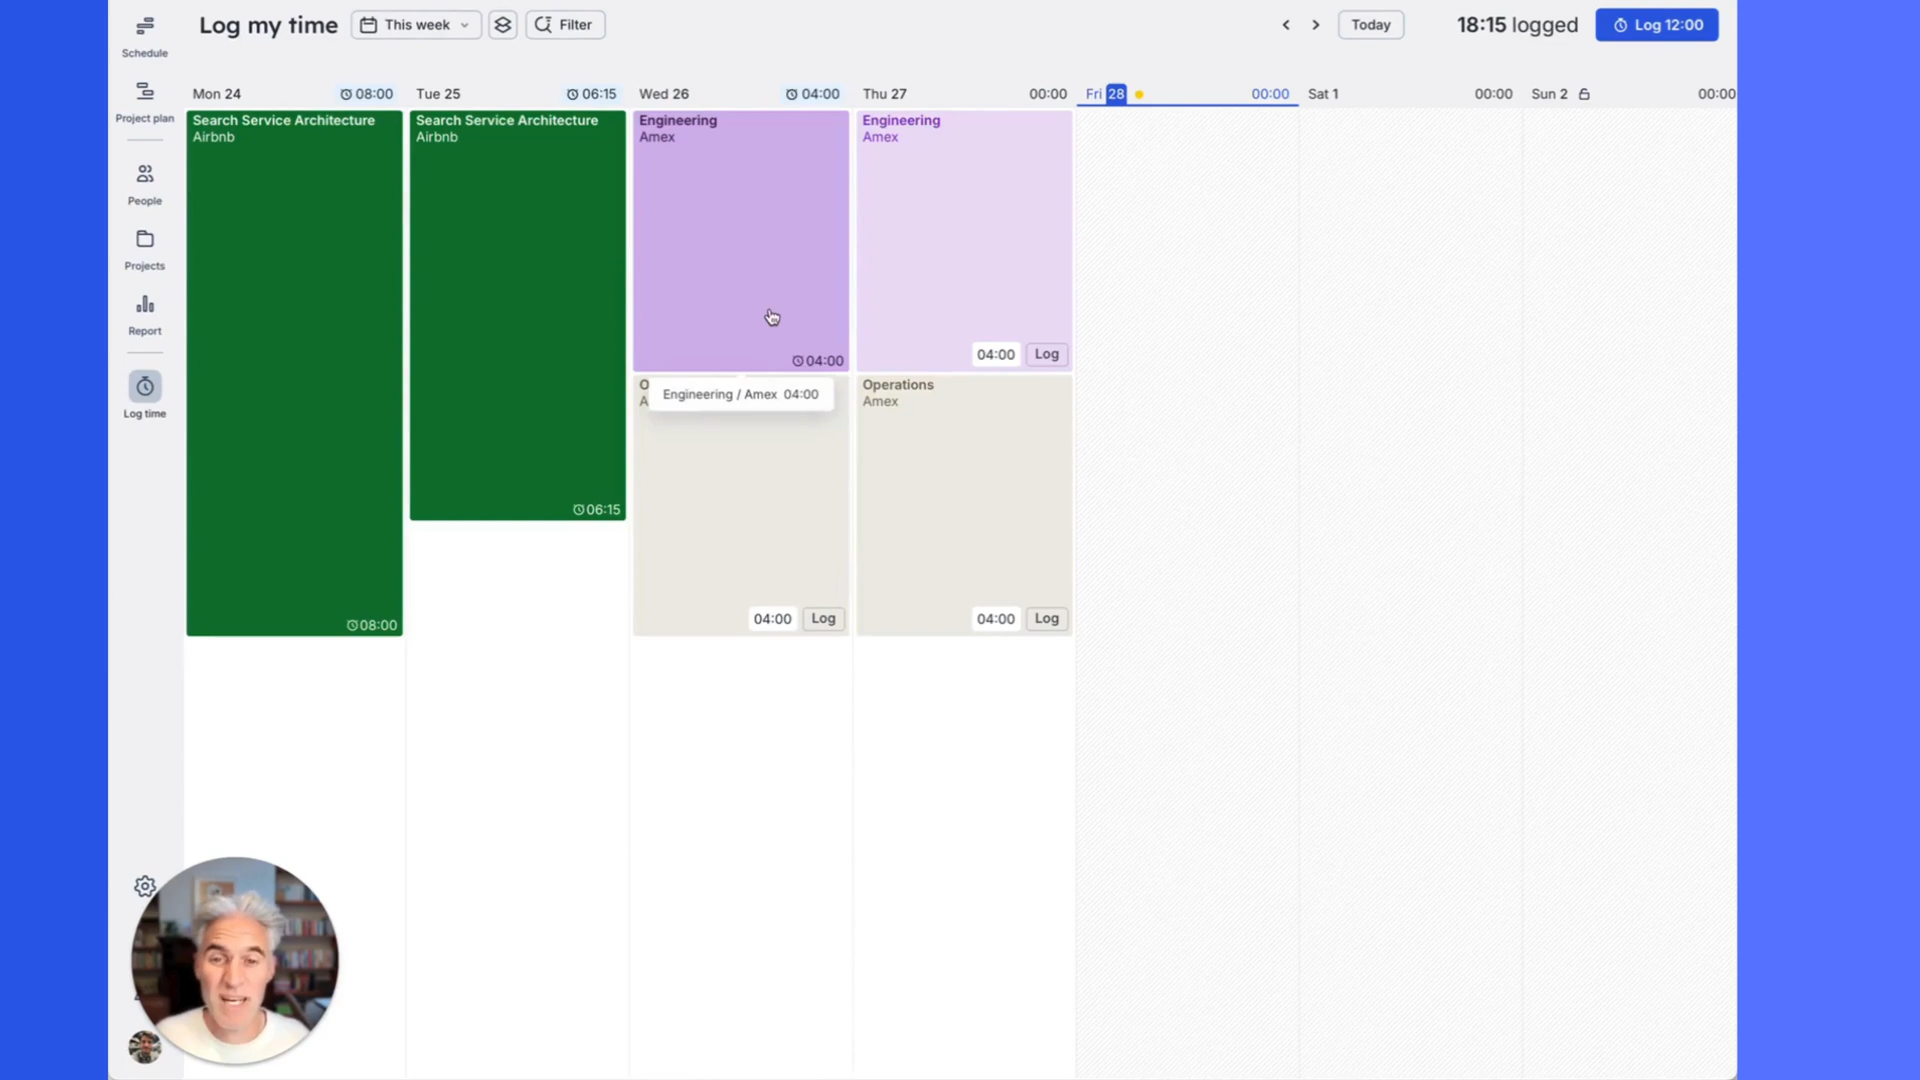 Schedule
Project plan
People
Projects
Report
Log time
Log my time
This week
Filter
Today
18:15 logged
Log 12:00
Mon 24
08:00
Tue 25
06:15
Wed 26
04:00
Thu 27
00:00
Fri 28
00:00
Sat 1
00:00
Sun 2
00:00
Search Service Architecture
Airbnb
08:00
Search Service Architecture
Airbnb
06:15
Engineering
Amex
04:00
O
A
Engineering / Amex 04:00
04:00
Log
Engineering
Amex
04:00
Log
Operations
Amex
04:00
Log